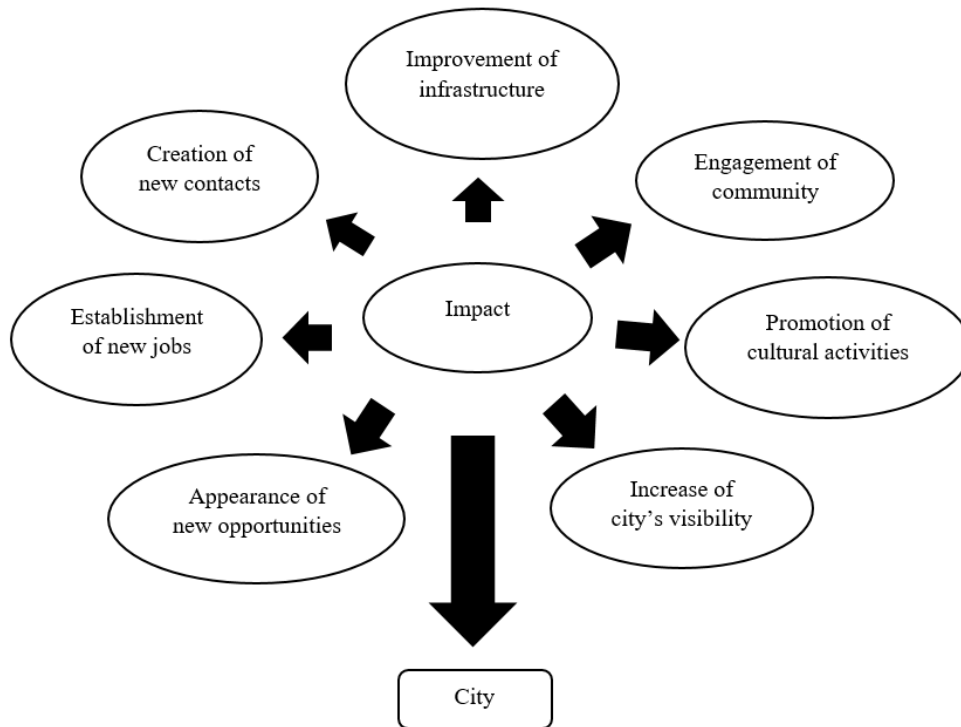 Improvement of
infrastructure
Creation of
new contacts
Engagement of
community
Establishment
of new jobs
Impact
Promotion of
cultural activities
Appearance of
new opportunities
Increase of
city’s visibility
City